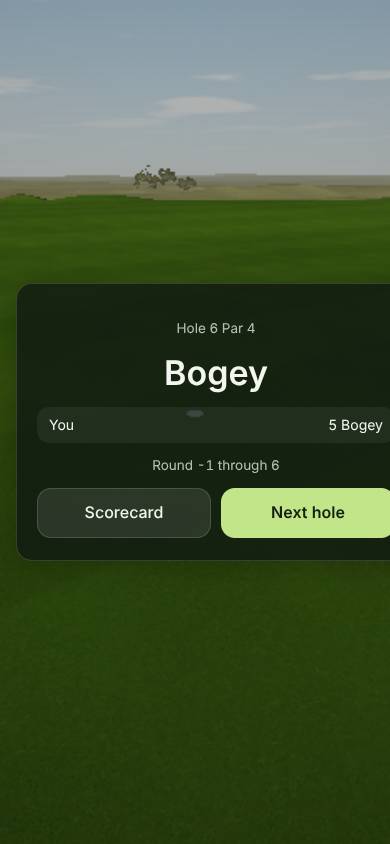 Hole 6 Par 4
Bogey
You 5 Bogey
Round -1 through 6
Scorecard Next hole